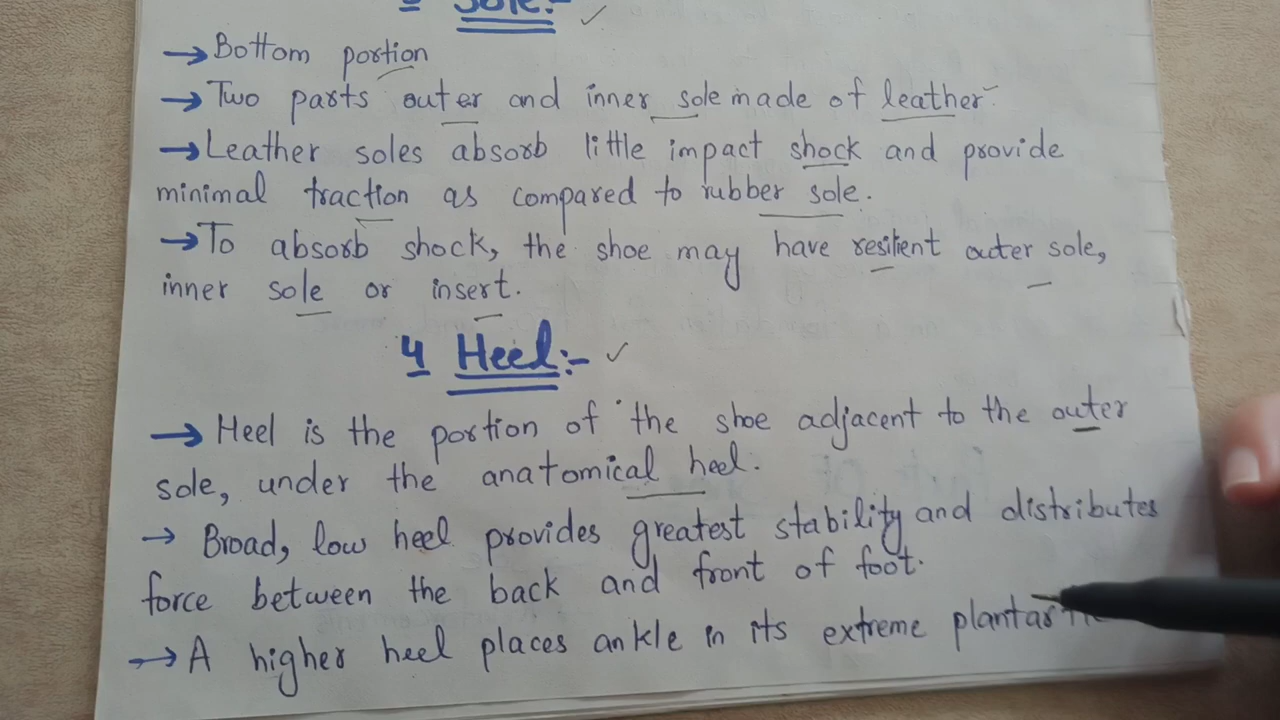 Sole:-
→ Bottom portion
→ Two parts outer and inner sole made of leather.
→ Leather soles absorb little impact shock and provide
minimal traction as compared to rubber sole.
→ To absorb shock, the shoe may have resilient outer sole,
inner sole or insert.
4 Heel:-
→ Heel is the portion of the shoe adjacent to the outer
sole, under the anatomical heel.
→ Broad, low heel provides greatest stability and distributes
force between the back and front of foot.
→ A higher heel places ankle in its extreme plantar